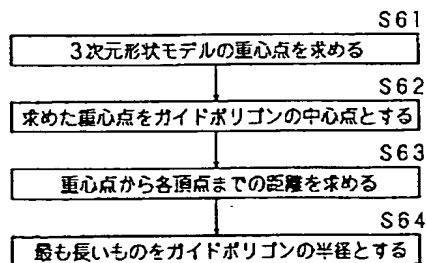 S61
3次元形状モデルの重心点を求める
S62
求めた重心点をガイドポリゴンの中心点とする
S63
重心点から各頂点までの距離を求める
S64
最も長いものをガイドポリゴンの半径とする